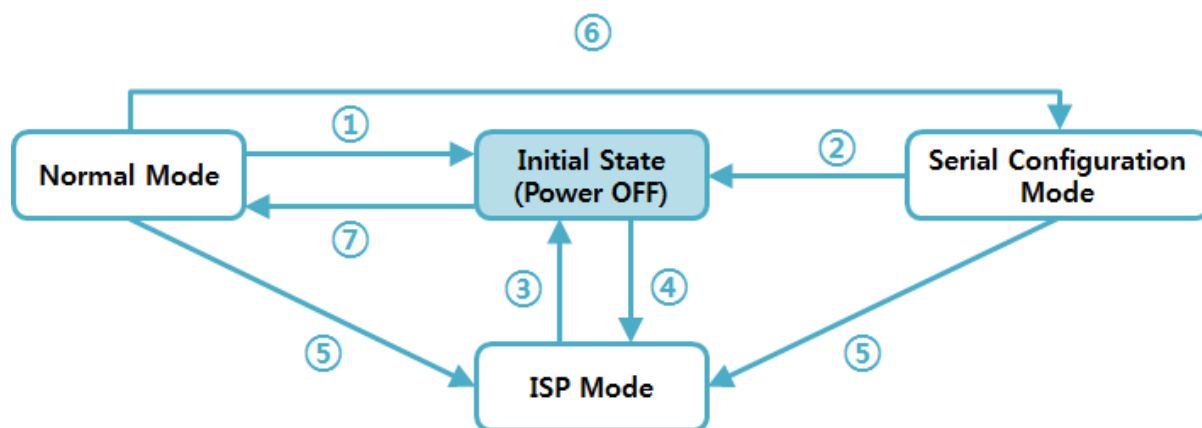 ⑥
①
Normal Mode
Initial State
(Power OFF)
②
Serial Configuration
Mode
⑦
③
④
⑤
ISP Mode
⑤